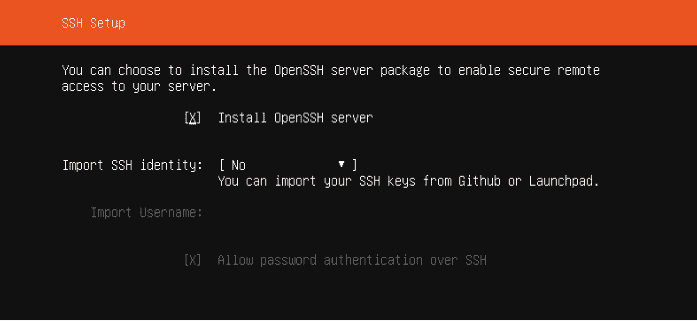 SSH Setup
You can choose to install the OpenSSH server package to enable secure remote
access to your server.
[X] Install OpenSSH server
Import SSH identity: [ No ▼ ]
You can import your SSH keys from Github or Launchpad.
Import Username:
[X] Allow password authentication over SSH